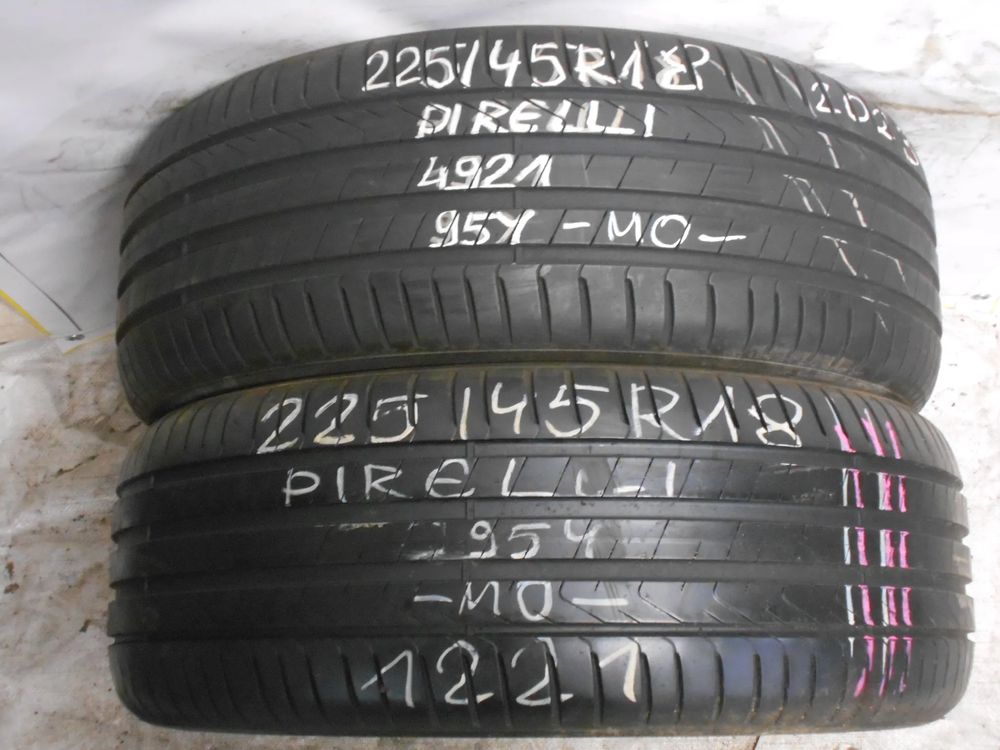 225/45R18
PIRELLI
4921
95Y -MO-
225/45R18
PIRELLI
95Y
-MO-
1221